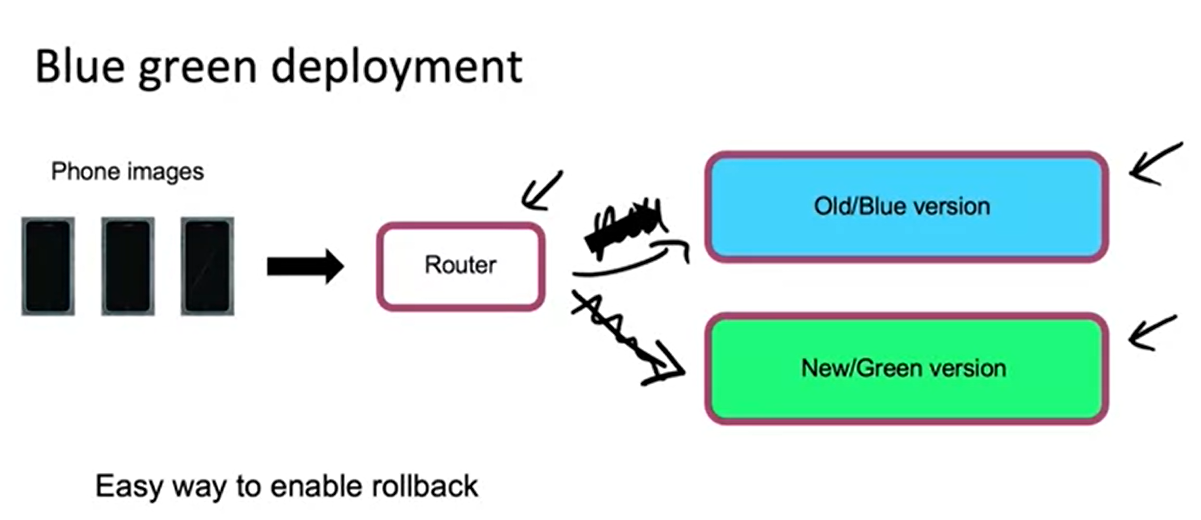 Blue green deployment
Phone images
Router
Old/Blue version
New/Green version
Easy way to enable rollback